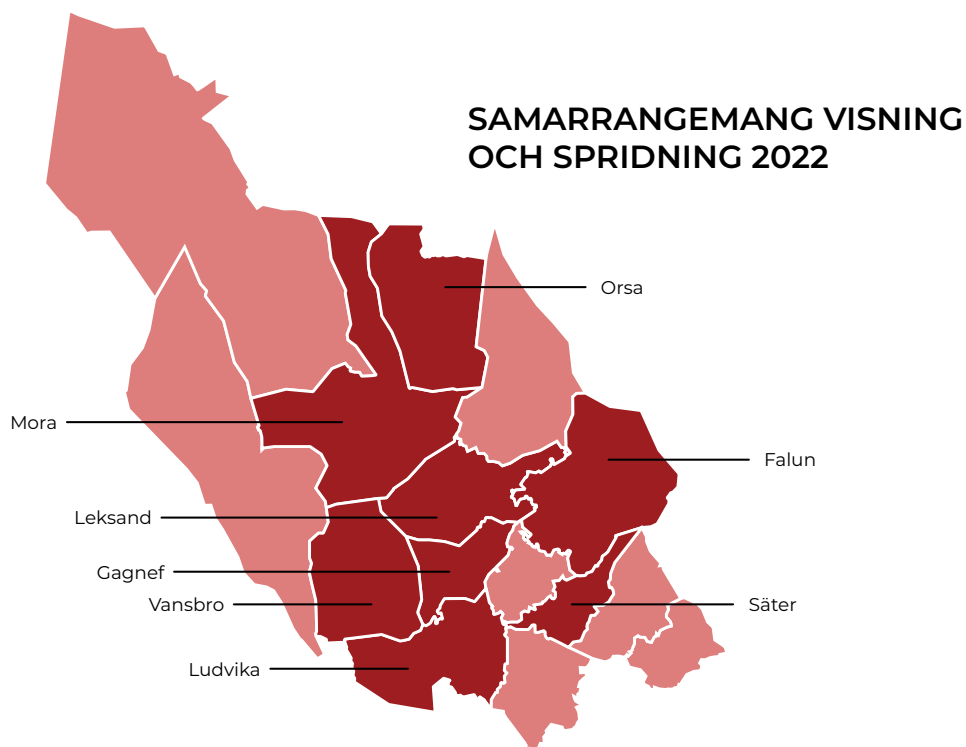 SAMARRANGEMANG VISNING
OCH SPRIDNING 2022
Orsa
Mora
Falun
Leksand
Gagnef
Vansbro
Säter
Ludvika